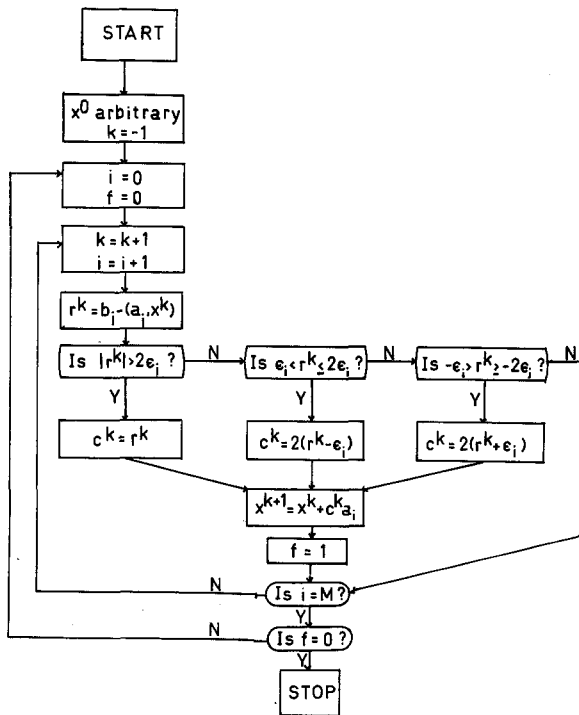 START
x⁰ arbitrary
k=-1
i=0
f=0
k=k+1
i=i+1
rᵏ=bᵢ-(aᵢ,xᵏ)
Is |rᵏ|>2ϵᵢ ?
N
Is ϵᵢ<rᵏ≤2ϵᵢ ?
N
Is -ϵᵢ>rᵏ≥-2ϵᵢ ?
N
Y
Y
Y
cᵏ=rᵏ
cᵏ=2(rᵏ-ϵᵢ)
cᵏ=2(rᵏ+ϵᵢ)
xᵏ⁺¹=xᵏ+cᵏaᵢ
f = 1
N
Is i=M?
Y
N
Is f=0 ?
Y
STOP